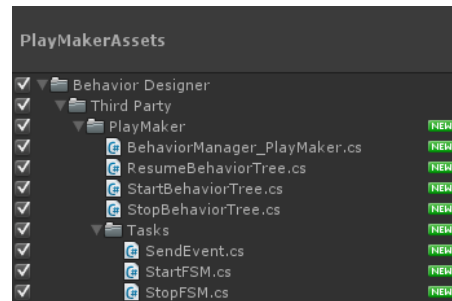 PlayMakerAssets
Behavior Designer
Third Party
PlayMaker NEW
BehaviorManager_PlayMaker.cs NEW
ResumeBehaviorTree.cs NEW
StartBehaviorTree.cs NEW
StopBehaviorTree.cs NEW
Tasks NEW
SendEvent.cs NEW
StartFSM.cs NEW
StopFSM.cs NEW